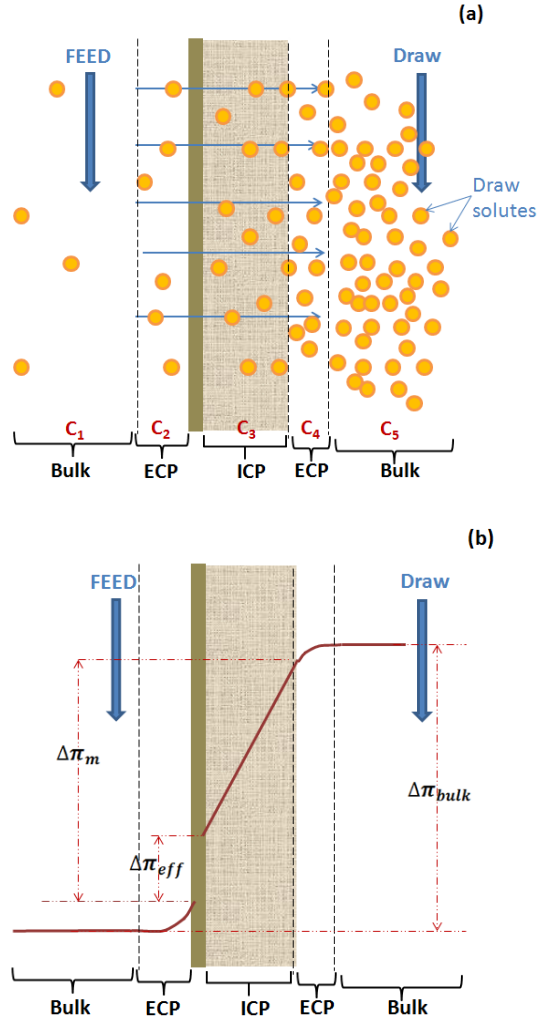 (a)
FEED
Draw
Draw
solutes
C1
C2
C3
C4
C5
Bulk
ECP
ICP
ECP
Bulk
(b)
FEED
Draw
Δπm
Δπbulk
Δπeff
Bulk
ECP
ICP
ECP
Bulk